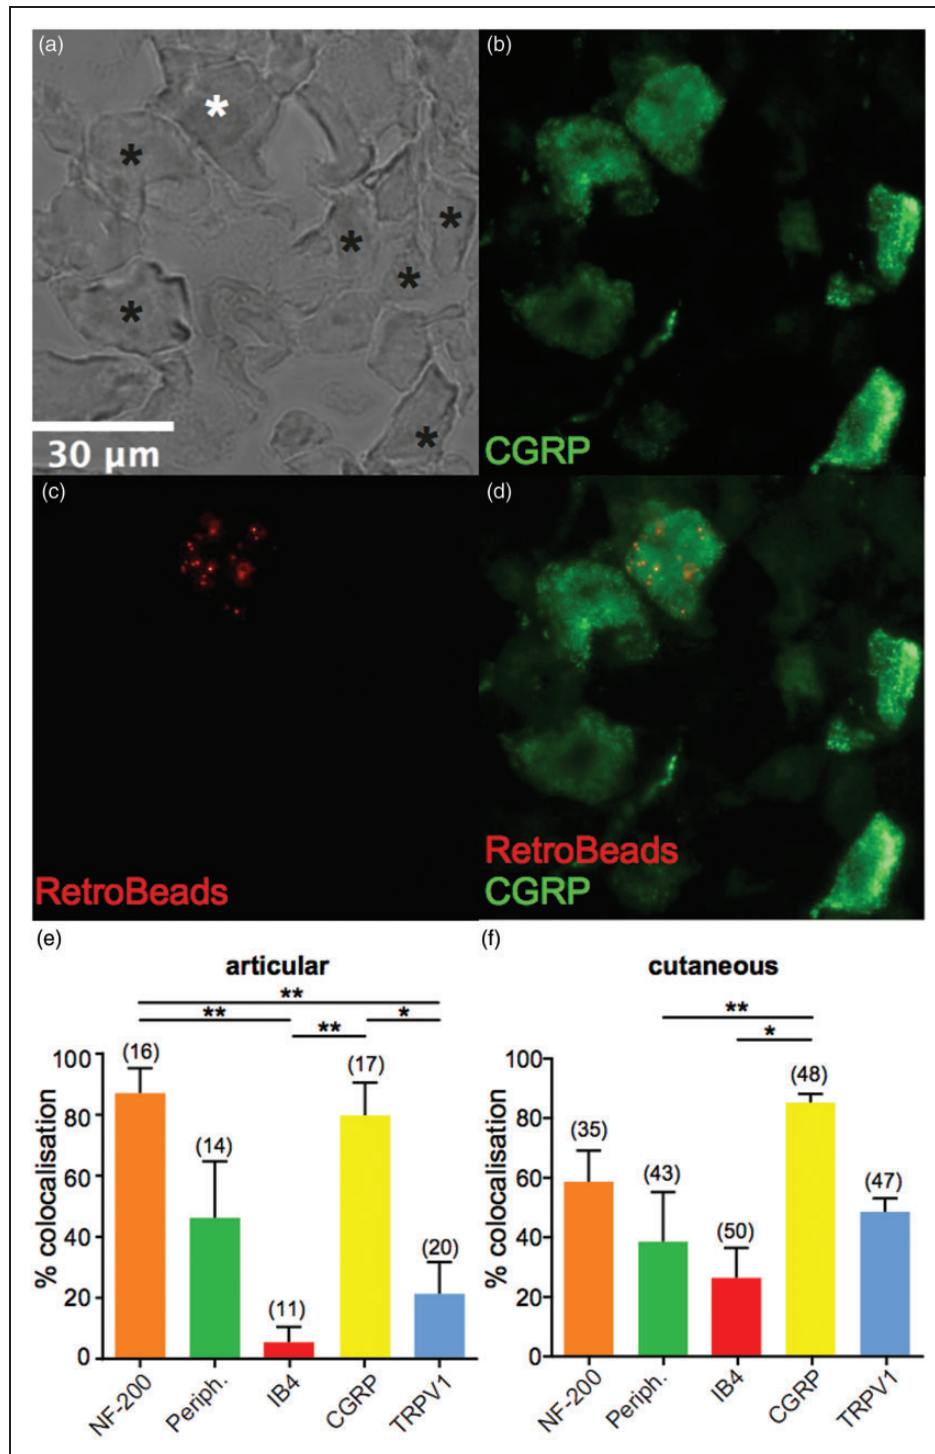 (a)
(b)
*
*
*
*
*
*
*
30 µm
CGRP
(c)
(d)
RetroBeads
RetroBeads
CGRP
(e)
articular
**
**
*
**
% colocalisation
100
80
60
40
20
0
(16)
(14)
(11)
(17)
(20)
NF-200
Periph.
IB4
CGRP
TRPV1
(f)
cutaneous
**
*
% colocalisation
100
80
60
40
20
0
(35)
(43)
(50)
(48)
(47)
NF-200
Periph.
IB4
CGRP
TRPV1